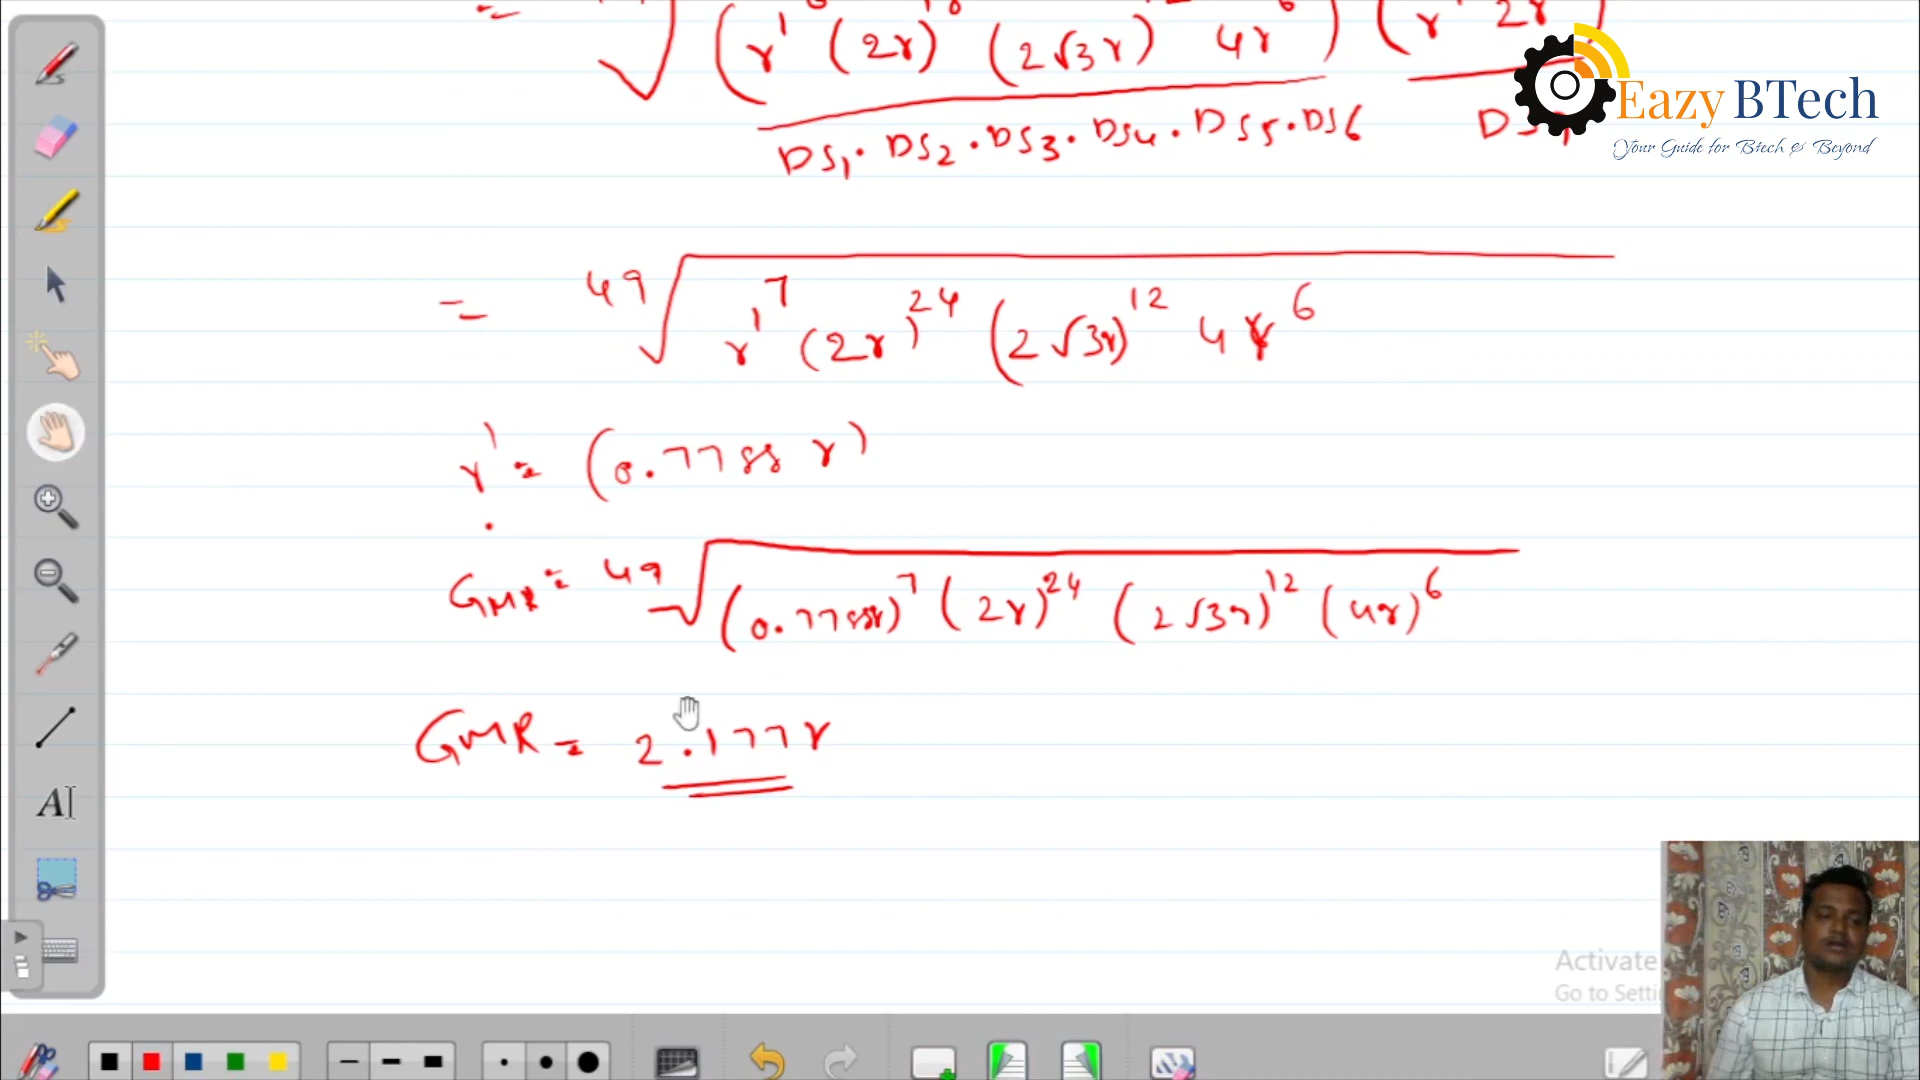 = √(r' (2r) (2√3r) 4r⁶) (r' 2r
Eazy BTech
Your Guide for Btech & Beyond
DS₁ · DS₂ · DS₃ · DS₄ · DS₅ · DS₆
= ⁴⁹√r'⁷ (2r)²⁴ (2√3r)¹² 4r⁶
r' = (0.7788 r)
GMR = ⁴⁹√(0.7788r)⁷ (2r)²⁴ (2√3r)¹² (4r)⁶
GMR = 2.177r
AI
Activate
Go to Setti